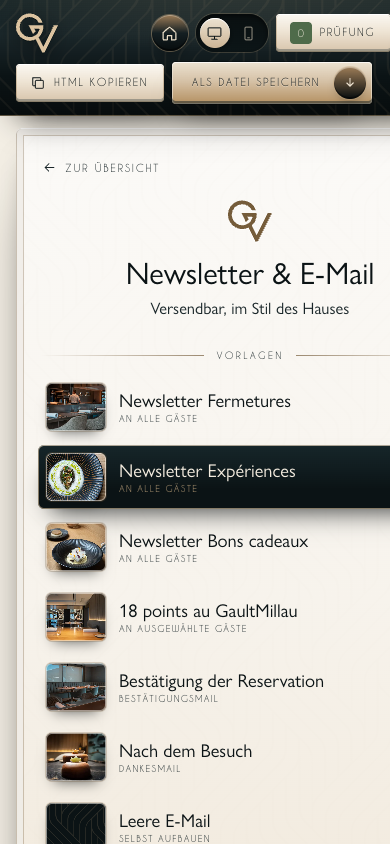 GV
0 PRÜFUNG
HTML KOPIEREN
ALS DATEI SPEICHERN
← ZUR ÜBERSICHT
GV
Newsletter & E-Mail
Versendbar, im Stil des Hauses
VORLAGEN
Newsletter Fermetures
AN ALLE GÄSTE
Newsletter Expériences
AN ALLE GÄSTE
Newsletter Bons cadeaux
AN ALLE GÄSTE
18 points au GaultMillau
AN AUSGEWÄHLTE GÄSTE
Bestätigung der Reservation
BESTÄTIGUNGSMAIL
Nach dem Besuch
DANKESMAIL
Leere E-Mail
SELBST AUFBAUEN